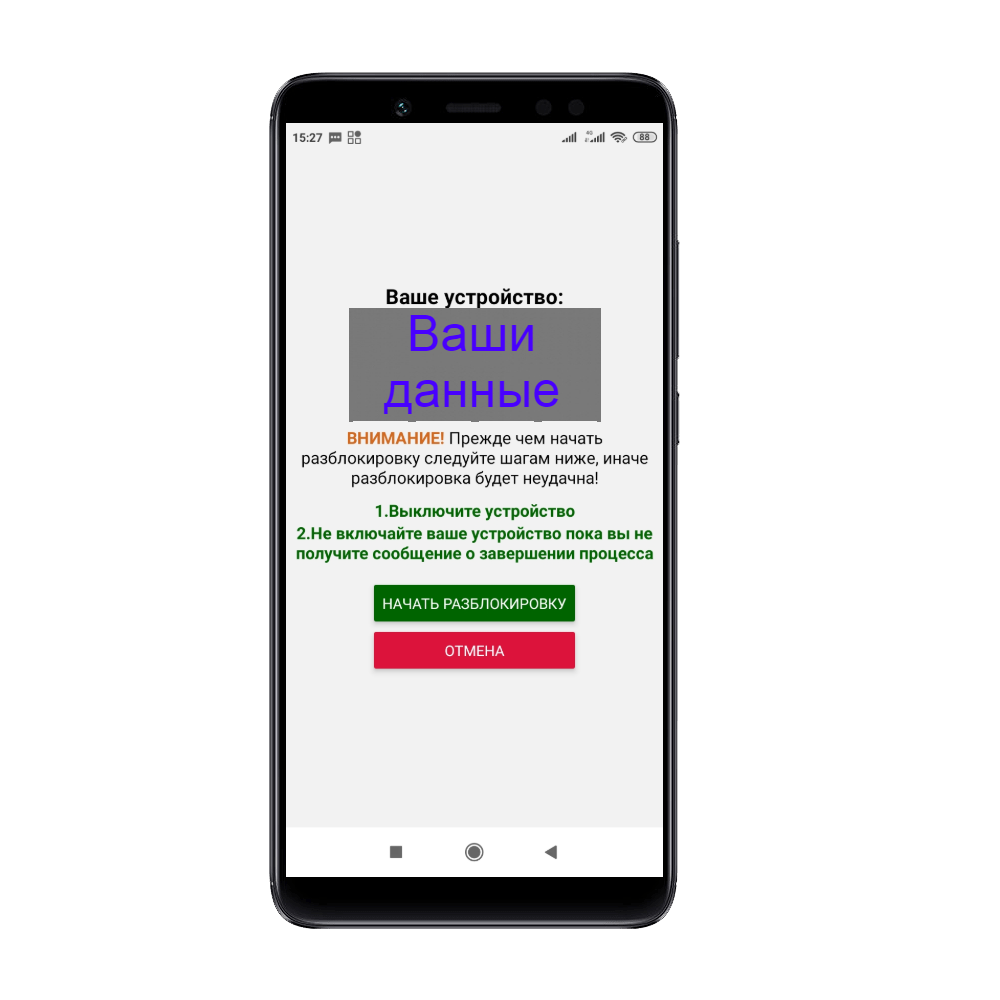 15:27 4G 88
Ваше устройство:
Ваши
данные
ВНИМАНИЕ! Прежде чем начать
разблокировку следуйте шагам ниже, иначе
разблокировка будет неудачна!
1.Выключите устройство
2.Не включайте ваше устройство пока вы не
получите сообщение о завершении процесса
НАЧАТЬ РАЗБЛОКИРОВКУ
ОТМЕНА